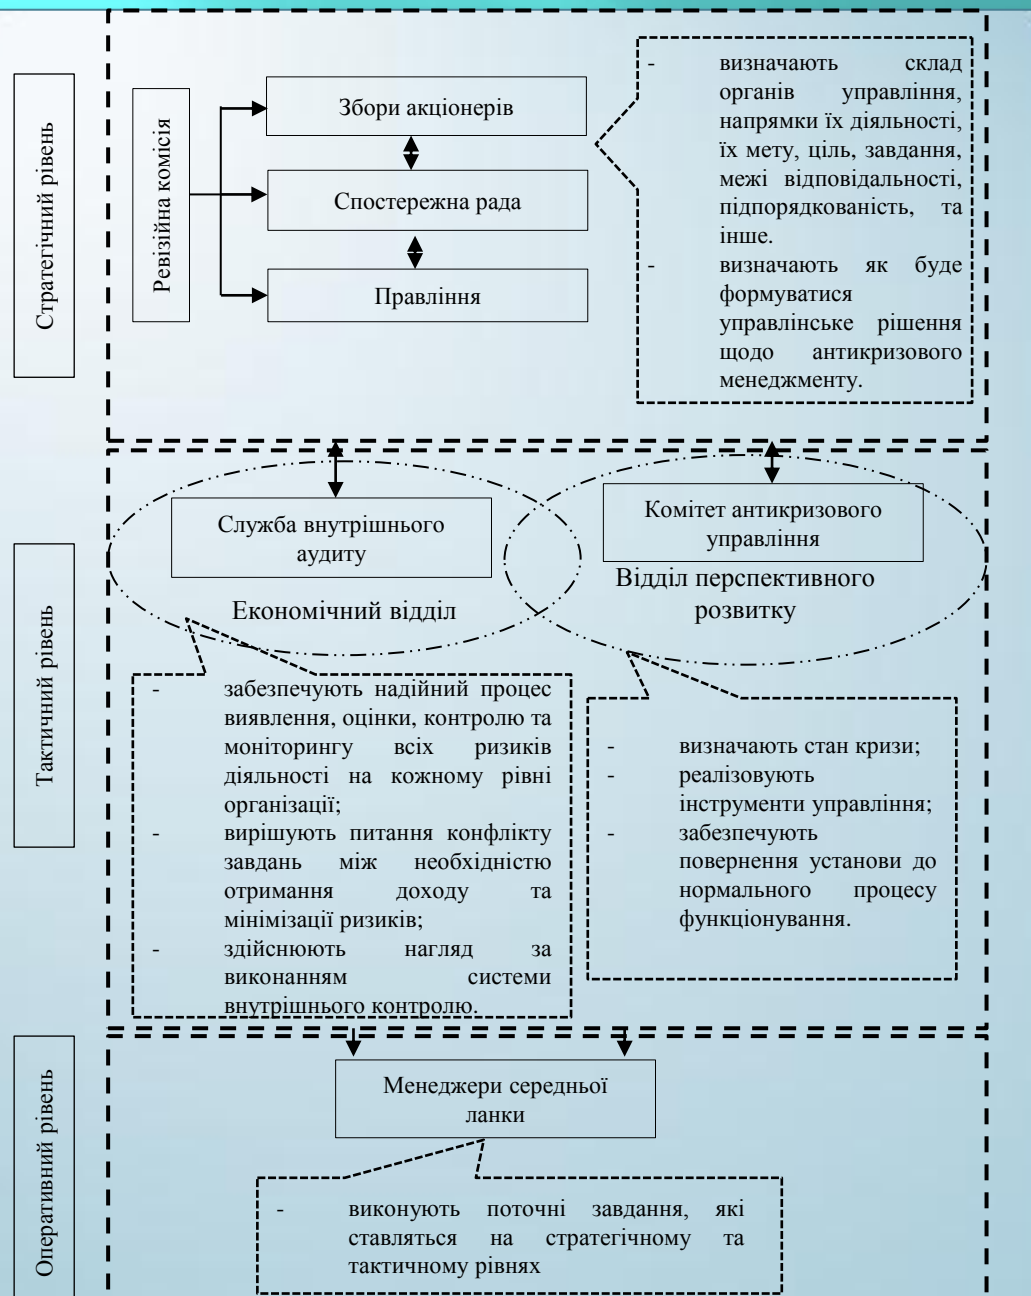 Стратегічний рівень
Ревізійна комісія
Збори акціонерів
Спостережна рада
Правління
- визначають склад
органів управління,
напрямки їх діяльності,
їх мету, ціль, завдання,
межі відповідальності,
підпорядкованість, та
інше.
- визначають як буде
формуватися
управлінське рішення
щодо антикризового
менеджменту.
Тактичний рівень
Служба внутрішнього
аудиту
Економічний відділ
Комітет антикризового
управління
Відділ перспективного
розвитку
- забезпечують надійний процес
виявлення, оцінки, контролю та
моніторингу всіх ризиків
діяльності на кожному рівні
організації;
- вирішують питання конфлікту
завдань між необхідністю
отримання доходу та
мінімізації ризиків;
- здійснюють нагляд за
виконанням системи
внутрішнього контролю.
- визначають стан кризи;
- реалізовують
інструменти управління;
- забезпечують
повернення установи до
нормального процесу
функціонування.
Оперативний рівень
Менеджери середньої
ланки
- виконують поточні завдання, які
ставляться на стратегічному та
тактичному рівнях